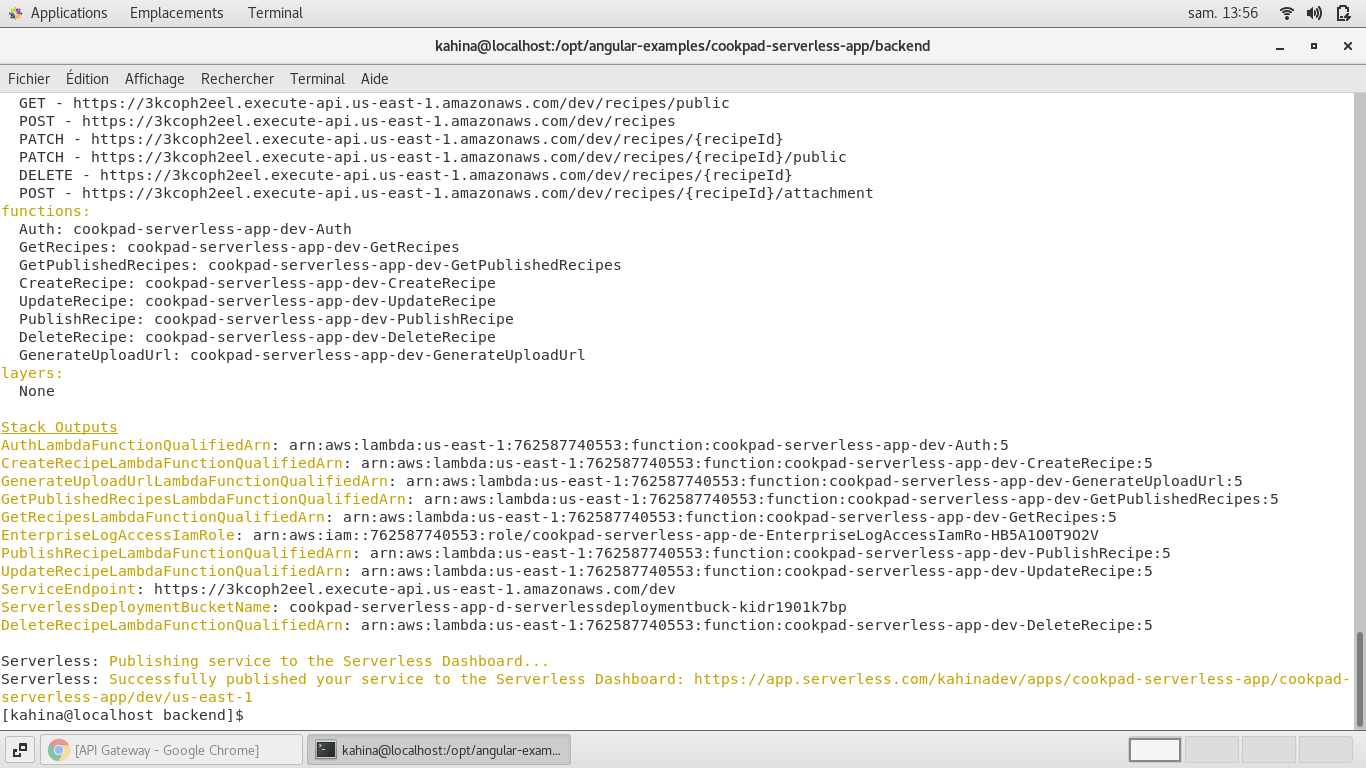 Applications Emplacements Terminal sam. 13:56
kahina@localhost:/opt/angular-examples/cookpad-serverless-app/backend
Fichier Édition Affichage Rechercher Terminal Aide
GET - https://3kcoph2eel.execute-api.us-east-1.amazonaws.com/dev/recipes/public
POST - https://3kcoph2eel.execute-api.us-east-1.amazonaws.com/dev/recipes
PATCH - https://3kcoph2eel.execute-api.us-east-1.amazonaws.com/dev/recipes/{recipeId}
PATCH - https://3kcoph2eel.execute-api.us-east-1.amazonaws.com/dev/recipes/{recipeId}/public
DELETE - https://3kcoph2eel.execute-api.us-east-1.amazonaws.com/dev/recipes/{recipeId}
POST - https://3kcoph2eel.execute-api.us-east-1.amazonaws.com/dev/recipes/{recipeId}/attachment
functions:
Auth: cookpad-serverless-app-dev-Auth
GetRecipes: cookpad-serverless-app-dev-GetRecipes
GetPublishedRecipes: cookpad-serverless-app-dev-GetPublishedRecipes
CreateRecipe: cookpad-serverless-app-dev-CreateRecipe
UpdateRecipe: cookpad-serverless-app-dev-UpdateRecipe
PublishRecipe: cookpad-serverless-app-dev-PublishRecipe
DeleteRecipe: cookpad-serverless-app-dev-DeleteRecipe
GenerateUploadUrl: cookpad-serverless-app-dev-GenerateUploadUrl
layers:
None
Stack Outputs
AuthLambdaFunctionQualifiedArn: arn:aws:lambda:us-east-1:762587740553:function:cookpad-serverless-app-dev-Auth:5
CreateRecipeLambdaFunctionQualifiedArn: arn:aws:lambda:us-east-1:762587740553:function:cookpad-serverless-app-dev-CreateRecipe:5
GenerateUploadUrlLambdaFunctionQualifiedArn: arn:aws:lambda:us-east-1:762587740553:function:cookpad-serverless-app-dev-GenerateUploadUrl:5
GetPublishedRecipesLambdaFunctionQualifiedArn: arn:aws:lambda:us-east-1:762587740553:function:cookpad-serverless-app-dev-GetPublishedRecipes:5
GetRecipesLambdaFunctionQualifiedArn: arn:aws:lambda:us-east-1:762587740553:function:cookpad-serverless-app-dev-GetRecipes:5
EnterpriseLogAccessIamRole: arn:aws:iam::762587740553:role/cookpad-serverless-app-de-EnterpriseLogAccessIamRo-HB5A1O0T9O2V
PublishRecipeLambdaFunctionQualifiedArn: arn:aws:lambda:us-east-1:762587740553:function:cookpad-serverless-app-dev-PublishRecipe:5
UpdateRecipeLambdaFunctionQualifiedArn: arn:aws:lambda:us-east-1:762587740553:function:cookpad-serverless-app-dev-UpdateRecipe:5
ServiceEndpoint: https://3kcoph2eel.execute-api.us-east-1.amazonaws.com/dev
ServerlessDeploymentBucketName: cookpad-serverless-app-d-serverlessdeploymentbuck-kidr1901k7bp
DeleteRecipeLambdaFunctionQualifiedArn: arn:aws:lambda:us-east-1:762587740553:function:cookpad-serverless-app-dev-DeleteRecipe:5
Serverless: Publishing service to the Serverless Dashboard...
Serverless: Successfully published your service to the Serverless Dashboard: https://app.serverless.com/kahinadev/apps/cookpad-serverless-app/cookpad-
serverless-app/dev/us-east-1
[kahina@localhost backend]$
[API Gateway - Google Chrome] kahina@localhost:/opt/angular-exam...